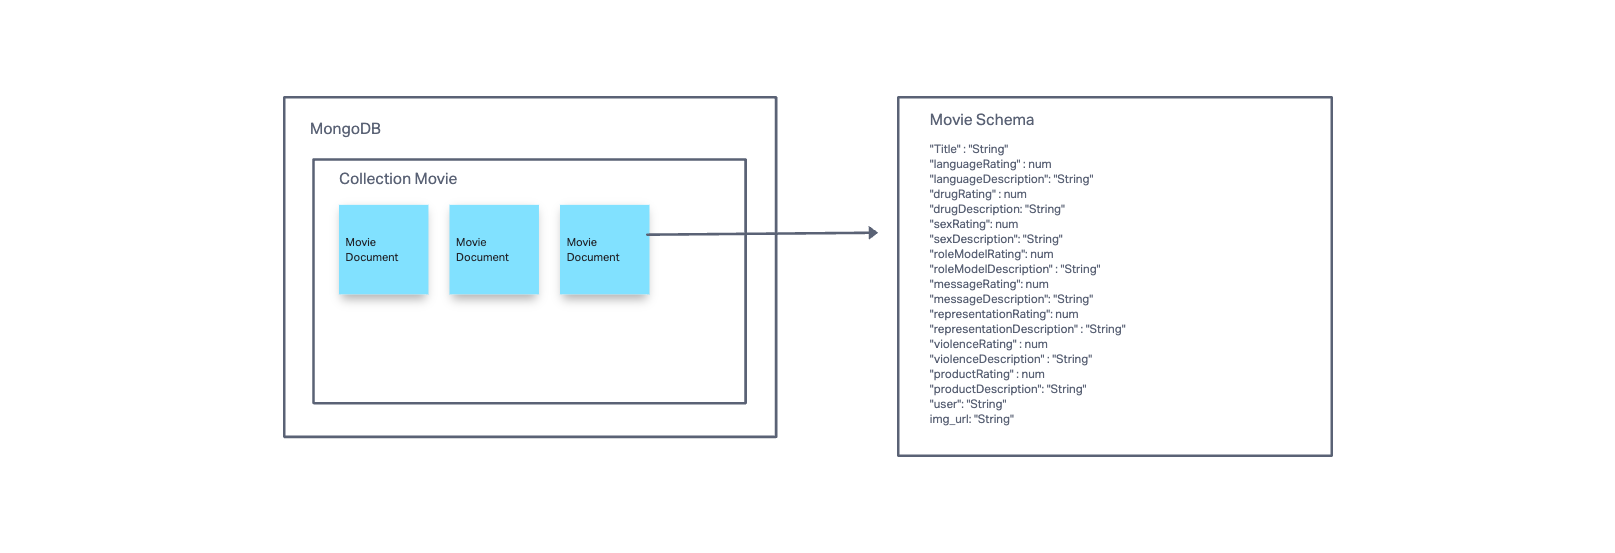 MongoDB
Collection Movie
Movie
Document
Movie
Document
Movie
Document
Movie Schema
"Title" : "String"
"languageRating" : num
"languageDescription": "String"
"drugRating" : num
"drugDescription: "String"
"sexRating": num
"sexDescription": "String"
"roleModelRating": num
"roleModelDescription" : "String"
"messageRating": num
"messageDescription": "String"
"representationRating": num
"representationDescription" : "String"
"violenceRating" : num
"violenceDescription" : "String"
"productRating" : num
"productDescription": "String"
"user": "String"
img_url: "String"